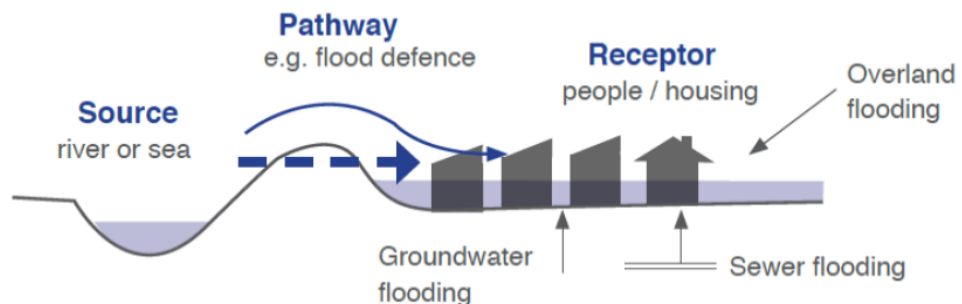 Pathway
e.g. flood defence
Receptor
people / housing
Overland
flooding
Source
river or sea
Groundwater
flooding
Sewer flooding